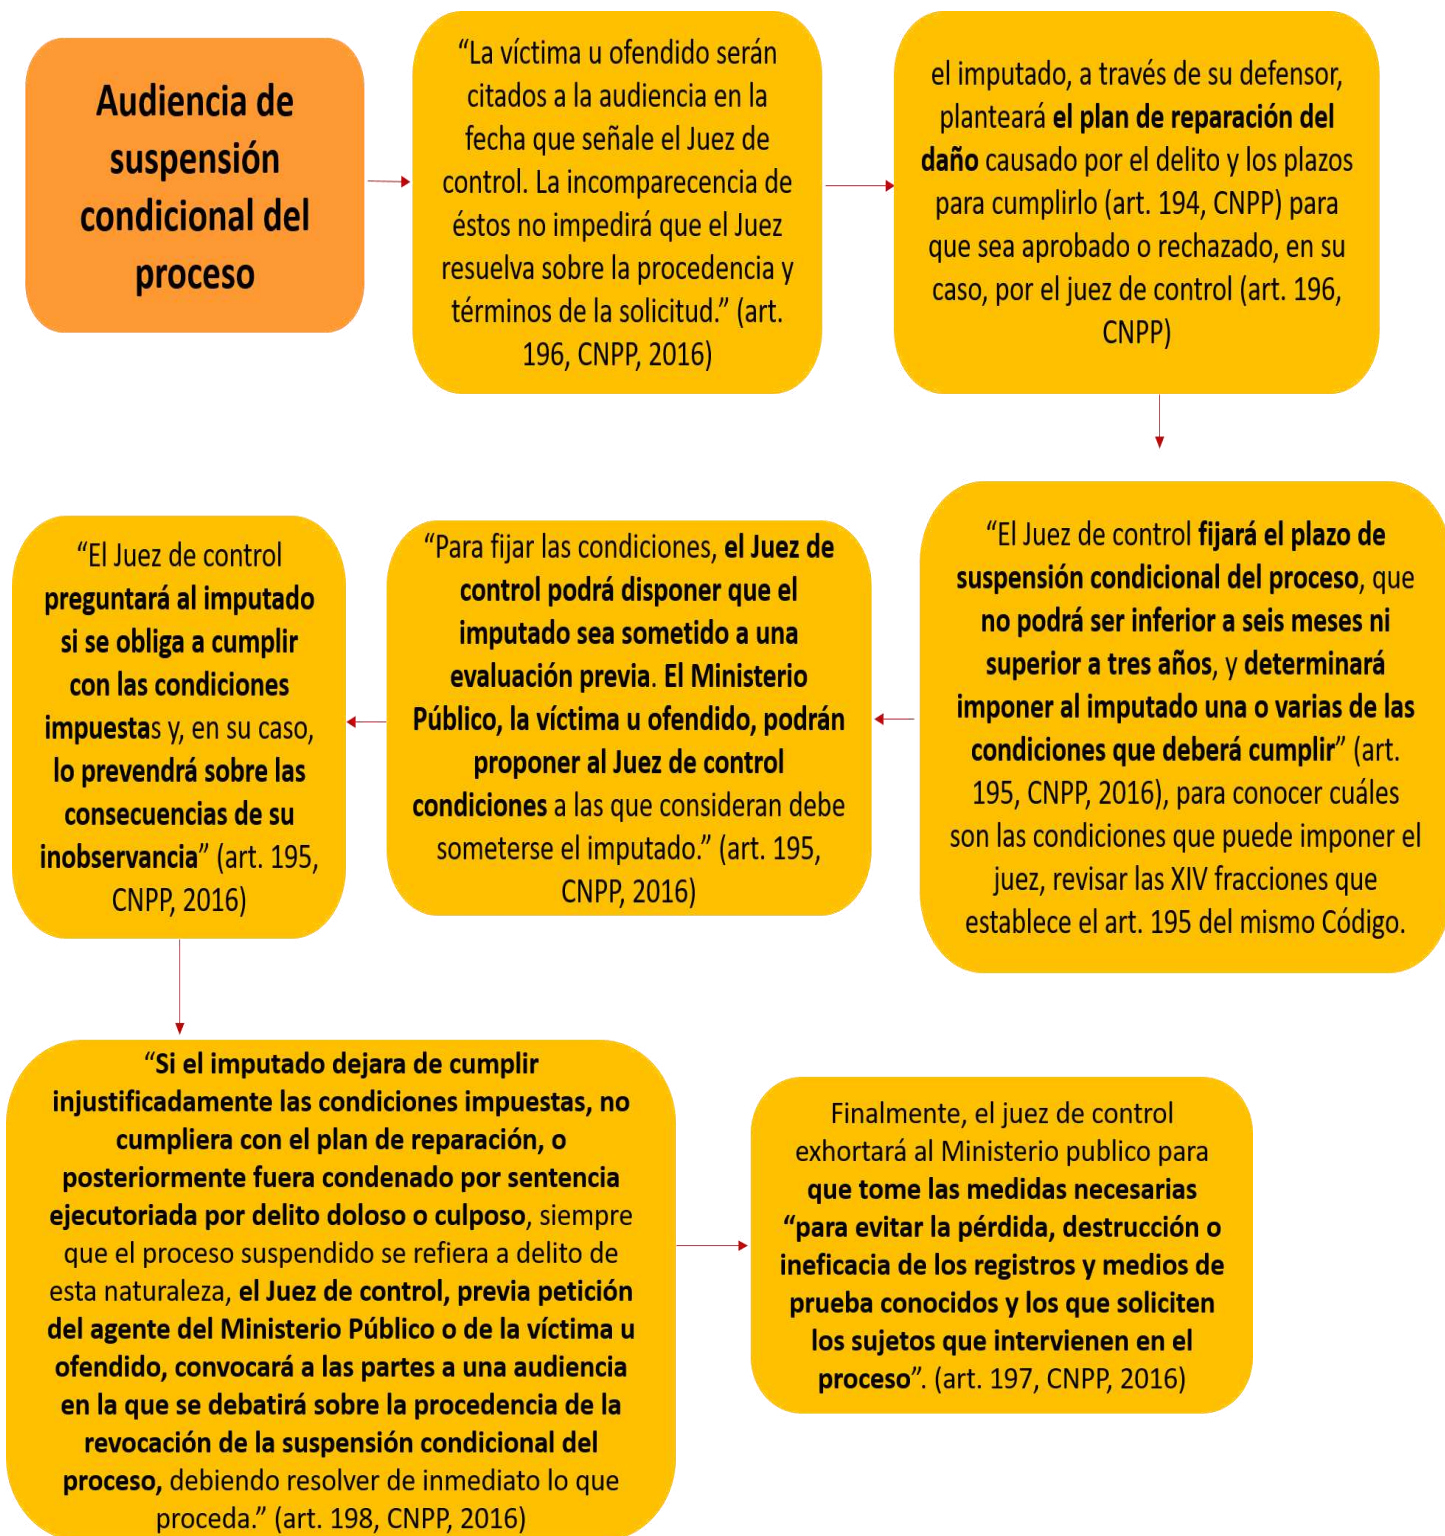 Audiencia de
suspensión
condicional del
proceso
“La víctima u ofendido serán
citados a la audiencia en la
fecha que señale el Juez de
control. La incomparecencia de
éstos no impedirá que el Juez
resuelva sobre la procedencia y
términos de la solicitud.” (art.
196, CNPP, 2016)
el imputado, a través de su defensor,
planteará el plan de reparación del
daño causado por el delito y los plazos
para cumplirlo (art. 194, CNPP) para
que sea aprobado o rechazado, en su
caso, por el juez de control (art. 196,
CNPP)
“El Juez de control fijará el plazo de
suspensión condicional del proceso, que
no podrá ser inferior a seis meses ni
superior a tres años, y determinará
imponer al imputado una o varias de las
condiciones que deberá cumplir” (art.
195, CNPP, 2016), para conocer cuáles
son las condiciones que puede imponer el
juez, revisar las XIV fracciones que
establece el art. 195 del mismo Código.
“Para fijar las condiciones, el Juez de
control podrá disponer que el
imputado sea sometido a una
evaluación previa. El Ministerio
Público, la víctima u ofendido, podrán
proponer al Juez de control
condiciones a las que consideran debe
someterse el imputado.” (art. 195,
CNPP, 2016)
“El Juez de control
preguntará al imputado
si se obliga a cumplir
con las condiciones
impuestas y, en su caso,
lo prevendrá sobre las
consecuencias de su
inobservancia” (art. 195,
CNPP, 2016)
“Si el imputado dejara de cumplir
injustificadamente las condiciones impuestas, no
cumpliera con el plan de reparación, o
posteriormente fuera condenado por sentencia
ejecutoriada por delito doloso o culposo, siempre
que el proceso suspendido se refiera a delito de
esta naturaleza, el Juez de control, previa petición
del agente del Ministerio Público o de la víctima u
ofendido, convocará a las partes a una audiencia
en la que se debatirá sobre la procedencia de la
revocación de la suspensión condicional del
proceso, debiendo resolver de inmediato lo que
proceda.” (art. 198, CNPP, 2016)
Finalmente, el juez de control
exhortará al Ministerio publico para
que tome las medidas necesarias
“para evitar la pérdida, destrucción o
ineficacia de los registros y medios de
prueba conocidos y los que soliciten
los sujetos que intervienen en el
proceso”. (art. 197, CNPP, 2016)